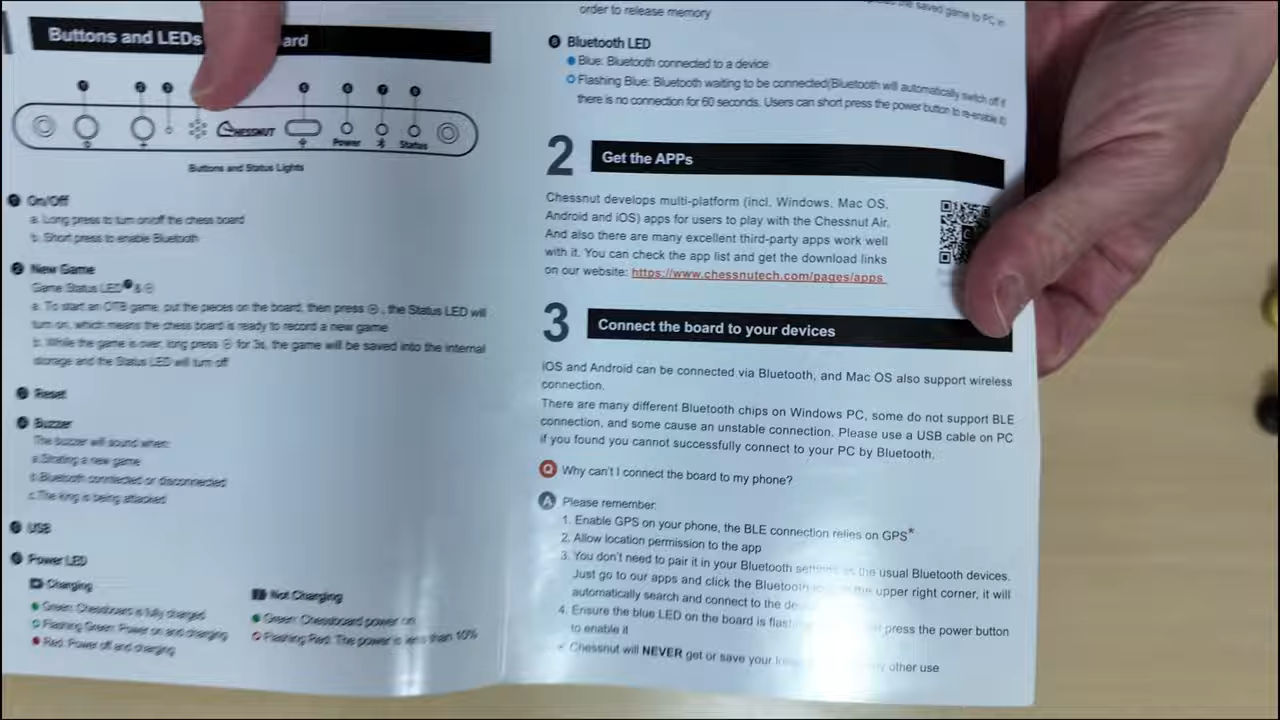 Buttons and LEDs
ard
Power
Status
CHESSNUT
Buttons and Status Lights
1 On/Off
a. Long press to turn on/off the chess board
b. Short press to enable Bluetooth
2 New Game
Game Status LED
a. To start an OTB game, put the pieces on the board, then press , the Status LED will
turn on, which means the chess board is ready to record a new game
b. While the game is over, long press for 3s, the game will be saved into the internal
storage and the Status LED will turn off
3 Reset
4 Buzzer
The buzzer will sound when:
a.Strating a new game
Bluetooth conntected or disconnected
c.The king is being attacked
5 USB
6 Power LED
Charging
Green: Chessboard is fully charged
Flashing Green: Power on and charging
Red: Power off and charging
Not Charging
Green: Chessboard power on
Flashing Red: The power is less than 10%
the saved game to PC in
order to release memory
Bluetooth LED
Blue: Bluetooth connected to a device
Flashing Blue: Bluetooth waiting to be connected(Bluetooth will automatically switch off if
there is no connection for 60 seconds. Users can short press the power button to re-enable it)
2 Get the APPs
Chessnut develops multi-platform (incl. Windows, Mac OS,
Android and iOS) apps for users to play with the Chessnut Air.
And also there are many excellent third-party apps work well
with it. You can check the app list and get the download links
on our website: https://www.chessnutech.com/pages/apps
3 Connect the board to your devices
iOS and Android can be connected via Bluetooth, and Mac OS also support wireless
connection.
There are many different Bluetooth chips on Windows PC, some do not support BLE
connection, and some cause an unstable connection. Please use a USB cable on PC
if you found you cannot successfully connect to your PC by Bluetooth.
Q Why can't I connect the board to my phone?
A Please remember:
1. Enable GPS on your phone, the BLE connection relies on GPS*
2. Allow location permission to the app
3. You don't need to pair it in your Bluetooth settings as the usual Bluetooth devices.
Just go to our apps and click the Bluetooth upper right corner, it will
automatically search and connect to the
4. Ensure the blue LED on the board is press the power button
to enable it
* Chessnut will NEVER get or save your other use